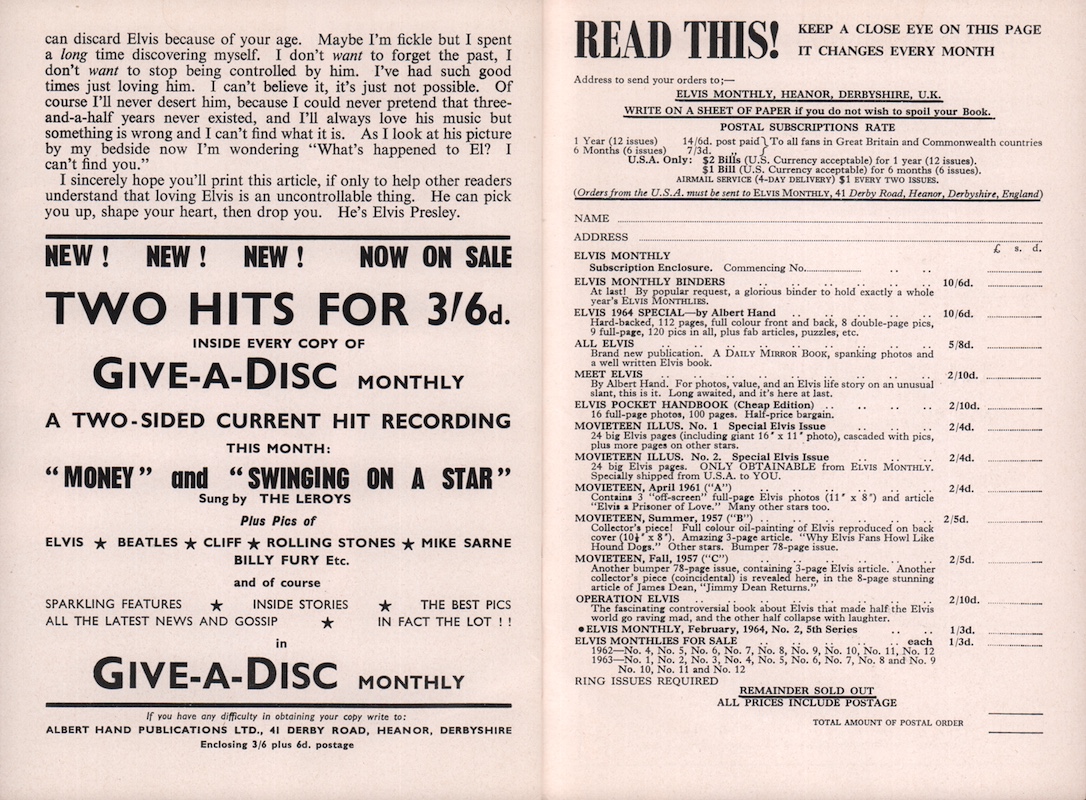 can discard Elvis because of your age. Maybe I'm fickle but I spent
a long time discovering myself. I don't want to forget the past, I
don't want to stop being controlled by him. I've had such good
times just loving him. I can't believe it, it's just not possible. Of
course I'll never desert him, because I could never pretend that three-
and-a-half years never existed, and I'll always love his music but
something is wrong and I can't find what it is. As I look at his picture
by my bedside now I'm wondering "What's happened to El? I
can't find you."
I sincerely hope you'll print this article, if only to help other readers
understand that loving Elvis is an uncontrollable thing. He can pick
you up, shape your heart, then drop you. He's Elvis Presley.
NEW! NEW! NEW! NOW ON SALE
TWO HITS FOR 3/6d.
INSIDE EVERY COPY OF
GIVE-A-DISC MONTHLY
A TWO-SIDED CURRENT HIT RECORDING
THIS MONTH:
"MONEY" and "SWINGING ON A STAR"
Sung by THE LEROYS
Plus Pics of
ELVIS ★ BEATLES ★ CLIFF ★ ROLLING STONES ★ MIKE SARNE
BILLY FURY Etc.
and of course
SPARKLING FEATURES ★ INSIDE STORIES ★ THE BEST PICS
ALL THE LATEST NEWS AND GOSSIP ★ IN FACT THE LOT ! !
in
GIVE-A-DISC MONTHLY
If you have any difficulty in obtaining your copy write to:
ALBERT HAND PUBLICATIONS LTD., 41 DERBY ROAD, HEANOR, DERBYSHIRE
Enclosing 3/6 plus 6d. postage
READ THIS! KEEP A CLOSE EYE ON THIS PAGE
IT CHANGES EVERY MONTH
Address to send your orders to;—
ELVIS MONTHLY, HEANOR, DERBYSHIRE, U.K.
WRITE ON A SHEET OF PAPER if you do not wish to spoil your Book.
POSTAL SUBSCRIPTIONS RATE
1 Year (12 issues) 14/6d. post paid } To all fans in Great Britain and Commonwealth countries
6 Months (6 issues) 7/3d. ,, }
U.S.A. Only: $2 Bills (U.S. Currency acceptable) for 1 year (12 issues).
$1 Bill (U.S. Currency acceptable) for 6 months (6 issues).
AIRMAIL SERVICE (4-DAY DELIVERY) $1 EVERY TWO ISSUES.
(Orders from the U.S.A. must be sent to ELVIS MONTHLY, 41 Derby Road, Heanor, Derbyshire, England)
NAME
ADDRESS
£ s. d.
ELVIS MONTHLY
Subscription Enclosure. Commencing No. .. ..
ELVIS MONTHLY BINDERS .. .. .. .. .. .. 10/6d.
At last! By popular request, a glorious binder to hold exactly a whole
year's ELVIS MONTHLIES.
ELVIS 1964 SPECIAL—by Albert Hand .. .. .. .. .. 10/6d.
Hard-backed, 112 pages, full colour front and back, 8 double-page pics,
9 full-page, 120 pics in all, plus fab articles, puzzles, etc.
ALL ELVIS .. .. .. .. .. .. .. .. .. 5/8d.
Brand new publication. A DAILY MIRROR BOOK, spanking photos and
a well written Elvis book.
MEET ELVIS .. .. .. .. .. .. .. .. .. 2/10d.
By Albert Hand. For photos, value, and an Elvis life story on an unusual
slant, this is it. Long awaited, and it's here at last.
ELVIS POCKET HANDBOOK (Cheap Edition) .. .. .. .. 2/10d.
16 full-page photos, 100 pages. Half-price bargain.
MOVIETEEN ILLUS. No. 1 Special Elvis Issue .. .. .. .. 2/4d.
24 big Elvis pages (including giant 16" x 11" photo), cascaded with pics,
plus more pages on other stars.
MOVIETEEN ILLUS. No. 2. Special Elvis Issue .. .. .. .. 2/4d.
24 big Elvis pages. ONLY OBTAINABLE from ELVIS MONTHLY.
Specially shipped from U.S.A. to YOU.
MOVIETEEN, April 1961 ("A") .. .. .. .. .. .. 2/4d.
Contains 3 "off-screen" full-page Elvis photos (11" x 8") and article
"Elvis a Prisoner of Love." Many other stars too.
MOVIETEEN, Summer, 1957 ("B") .. .. .. .. .. .. 2/5d.
Collector's piece! Full colour oil-painting of Elvis reproduced on back
cover (10½" x 8"). Amazing 3-page article. "Why Elvis Fans Howl Like
Hound Dogs." Other stars. Bumper 78-page issue.
MOVIETEEN, Fall, 1957 ("C") .. .. .. .. .. .. 2/5d.
Another bumper 78-page issue, containing 3-page Elvis article. Another
collector's piece (coincidental) is revealed here, in the 8-page stunning
article of James Dean, "Jimmy Dean Returns."
OPERATION ELVIS .. .. .. .. .. .. .. .. 2/10d.
The fascinating controversial book about Elvis that made half the Elvis
world go raving mad, and the other half collapse with laughter.
●ELVIS MONTHLY, February, 1964, No. 2, 5th Series .. .. 1/3d.
ELVIS MONTHLIES FOR SALE .. .. .. .. .. each 1/3d.
1962—No. 4, No. 5, No. 6, No. 7, No. 8, No. 9, No. 10, No. 11, No. 12
1963—No. 1, No. 2, No. 3, No. 4, No. 5, No. 6, No. 7, No. 8 and No. 9
No. 10, No. 11 and No. 12
RING ISSUES REQUIRED
REMAINDER SOLD OUT
ALL PRICES INCLUDE POSTAGE
TOTAL AMOUNT OF POSTAL ORDER